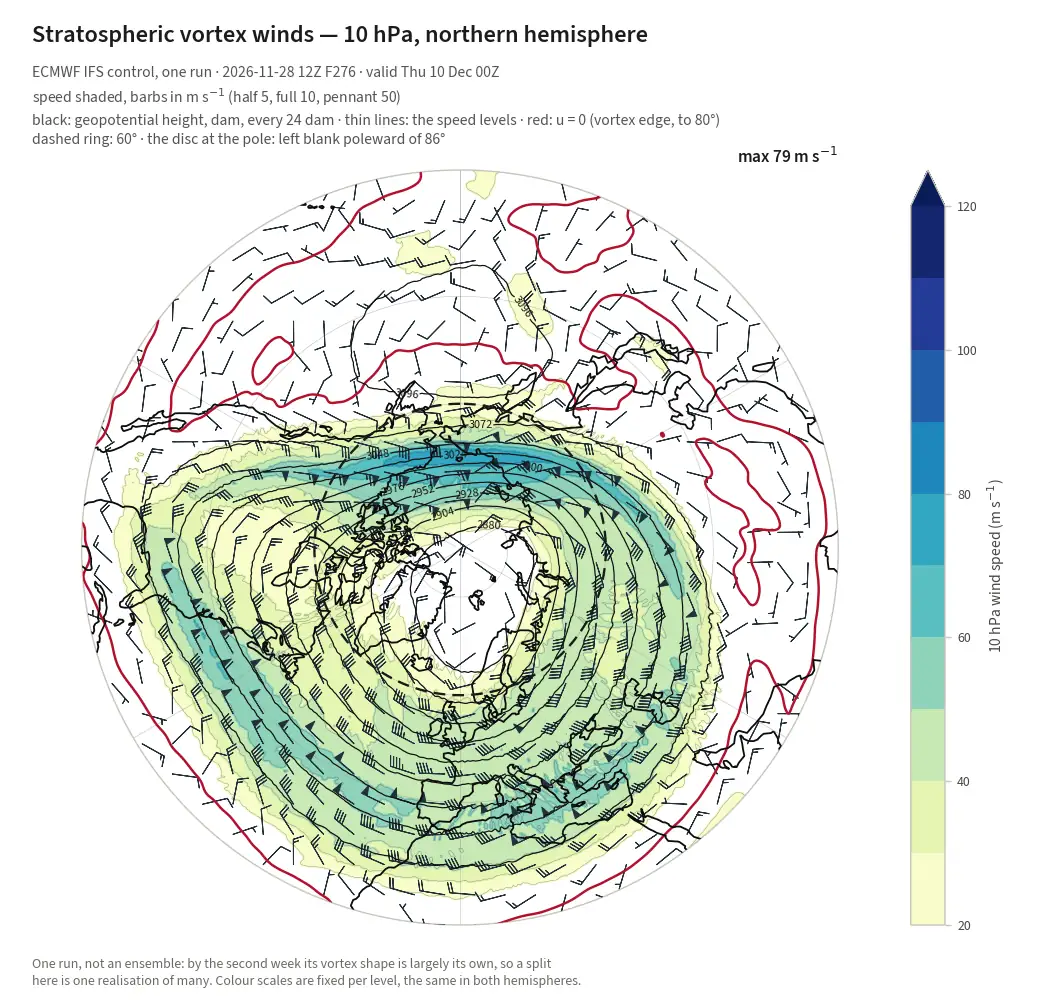 Stratospheric vortex winds — 10 hPa, northern hemisphere
ECMWF IFS control, one run · 2026-11-28 12Z F276 · valid Thu 10 Dec 00Z
speed shaded, barbs in m s⁻¹ (half 5, full 10, pennant 50)
black: geopotential height, dam, every 24 dam · thin lines: the speed levels · red: u = 0 (vortex edge, to 80°)
dashed ring: 60° · the disc at the pole: left blank poleward of 86°
max 79 m s⁻¹
120
100
80
60
40
20
10 hPa wind speed (m s⁻¹)
3096
3072
3048
2952
2928
2904
2880
One run, not an ensemble: by the second week its vortex shape is largely its own, so a split
here is one realisation of many. Colour scales are fixed per level, the same in both hemispheres.